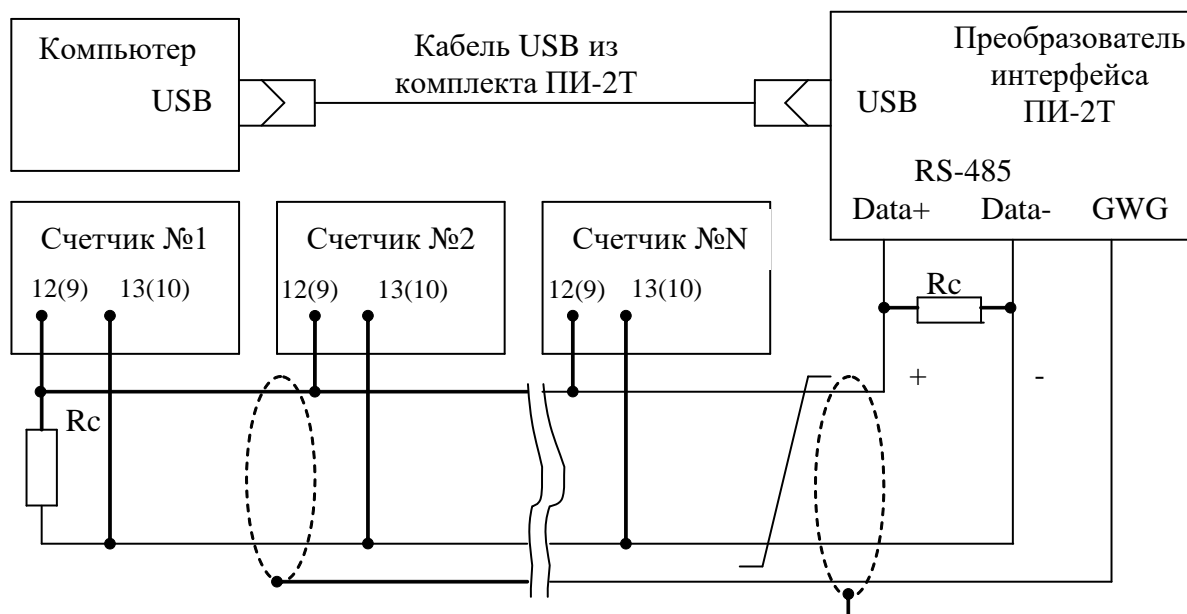 Компьютер
USB
Кабель USB из
комплекта ПИ-2Т
Преобразователь
интерфейса
ПИ-2Т
USB
RS-485
Data+ Data- GWG
Счетчик №1
12(9) 13(10)
Счетчик №2
12(9) 13(10)
Счетчик №N
12(9) 13(10)
Rc
+ -
Rc